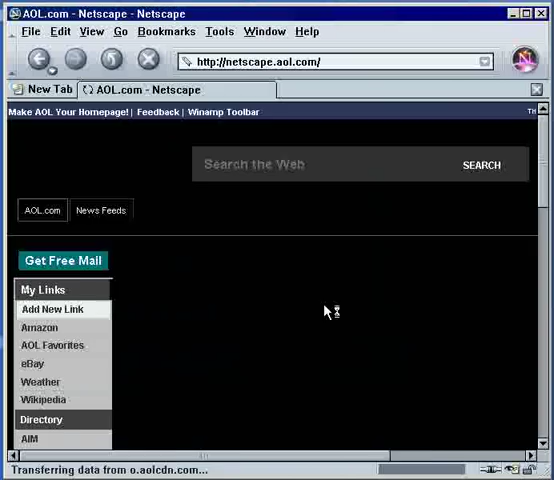 AOL.com - Netscape - Netscape
File Edit View Go Bookmarks Tools Window Help
http://netscape.aol.com/
New Tab AOL.com - Netscape
Make AOL Your Homepage! | Feedback | Winamp Toolbar TH
Search the Web SEARCH
AOL.com News Feeds
Get Free Mail
My Links
Add New Link
Amazon
AOL Favorites
eBay
Weather
Wikipedia
Directory
AIM
Transferring data from o.aolcdn.com...